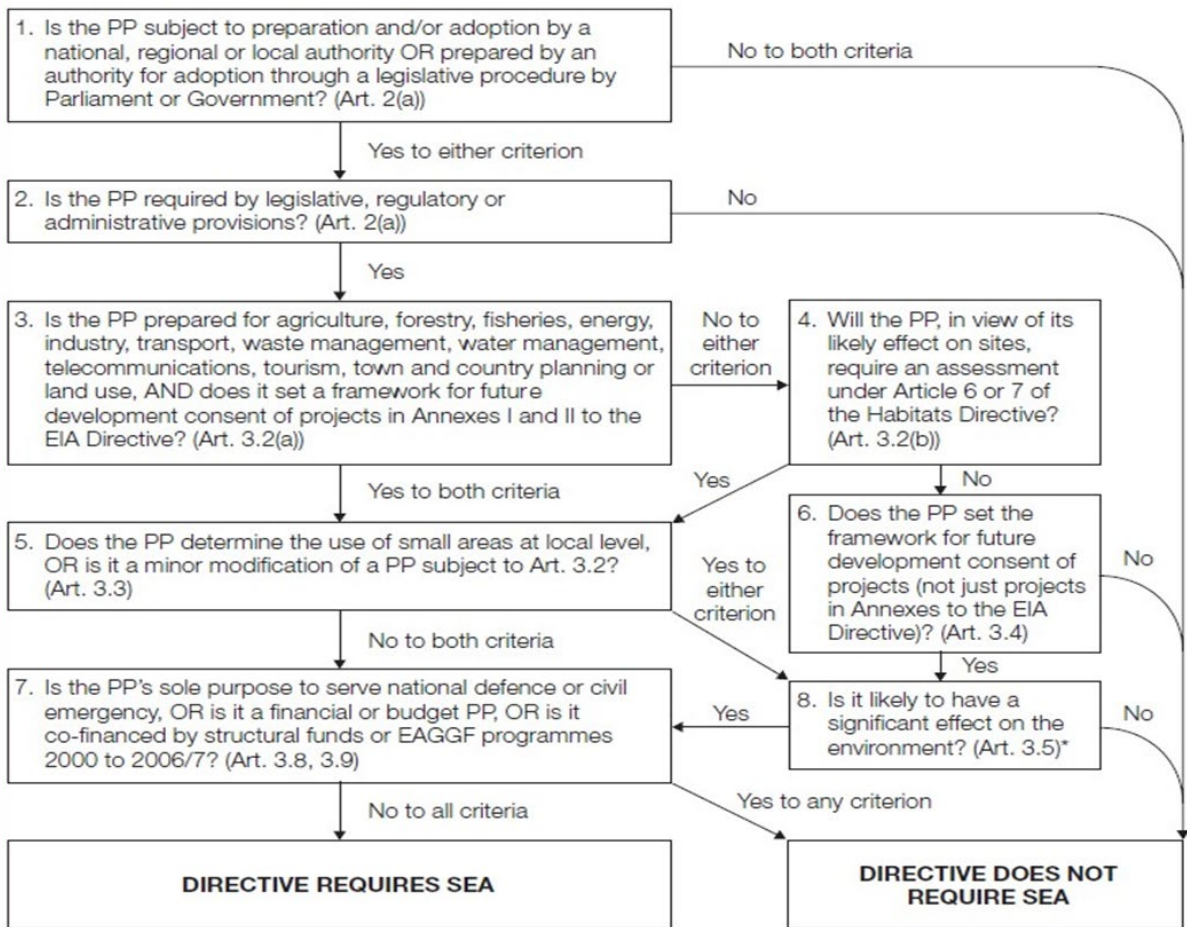 1. Is the PP subject to preparation and/or adoption by a
national, regional or local authority OR prepared by an
authority for adoption through a legislative procedure by
Parliament or Government? (Art. 2(a))
No to both criteria
Yes to either criterion
2. Is the PP required by legislative, regulatory or
administrative provisions? (Art. 2(a))
No
Yes
3. Is the PP prepared for agriculture, forestry, fisheries, energy,
industry, transport, waste management, water management,
telecommunications, tourism, town and country planning or
land use, AND does it set a framework for future
development consent of projects in Annexes I and II to the
EIA Directive? (Art. 3.2(a))
No to
either
criterion
4. Will the PP, in view of its
likely effect on sites,
require an assessment
under Article 6 or 7 of
the Habitats Directive?
(Art. 3.2(b))
Yes to both criteria
Yes
No
5. Does the PP determine the use of small areas at local level,
OR is it a minor modification of a PP subject to Art. 3.2?
(Art. 3.3)
Yes to
either
criterion
6. Does the PP set the
framework for future
development consent of
projects (not just projects
in Annexes to the EIA
Directive)? (Art. 3.4)
No
No to both criteria
Yes
7. Is the PP's sole purpose to serve national defence or civil
emergency, OR is it a financial or budget PP, OR is it
co-financed by structural funds or EAGGF programmes
2000 to 2006/7? (Art. 3.8, 3.9)
Yes
8. Is it likely to have a
significant effect on the
environment? (Art. 3.5)*
No
No to all criteria
Yes to any criterion
DIRECTIVE REQUIRES SEA
DIRECTIVE DOES NOT
REQUIRE SEA